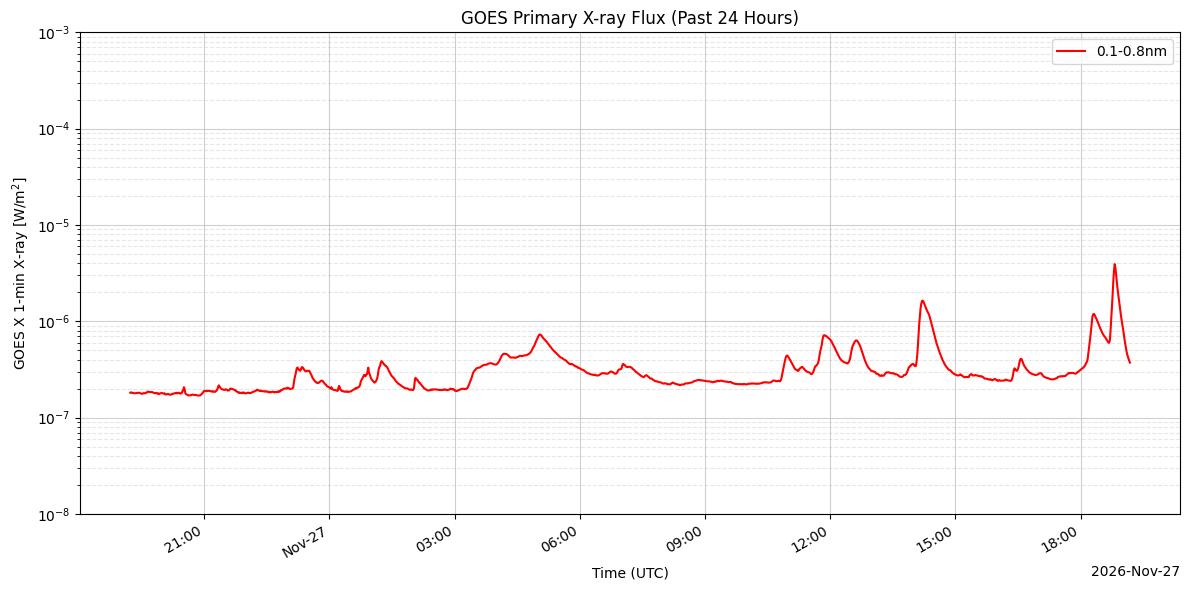 GOES Primary X-ray Flux (Past 24 Hours)
0.1-0.8nm
GOES X 1-min X-ray [W/m²]
10⁻³
10⁻⁴
10⁻⁵
10⁻⁶
10⁻⁷
10⁻⁸
21:00
Nov-27
03:00
06:00
09:00
12:00
15:00
18:00
Time (UTC)
2026-Nov-27